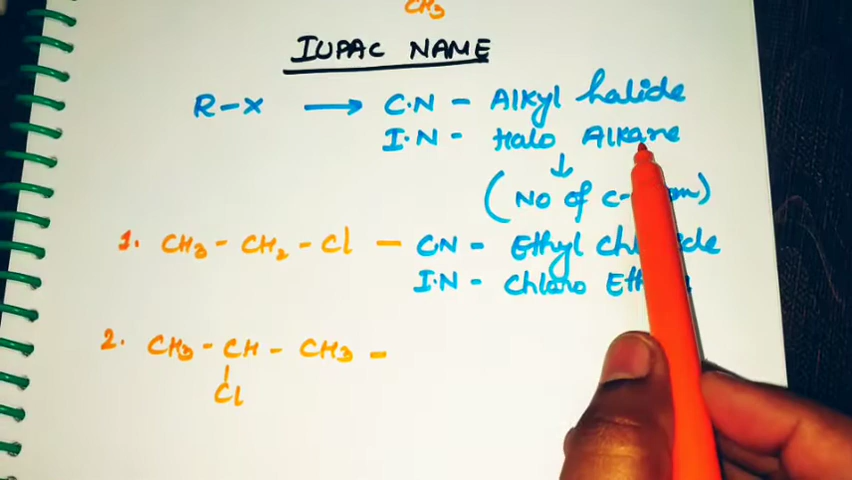 CH3
IUPAC NAME
R-X → C.N - Alkyl halide
I.N - Halo Alkane
↓
(No of c-
1. CH3 - CH2 - Cl - CN - Ethyl
I.N - Chloro
2. CH3 - CH - CH3 -
Cl